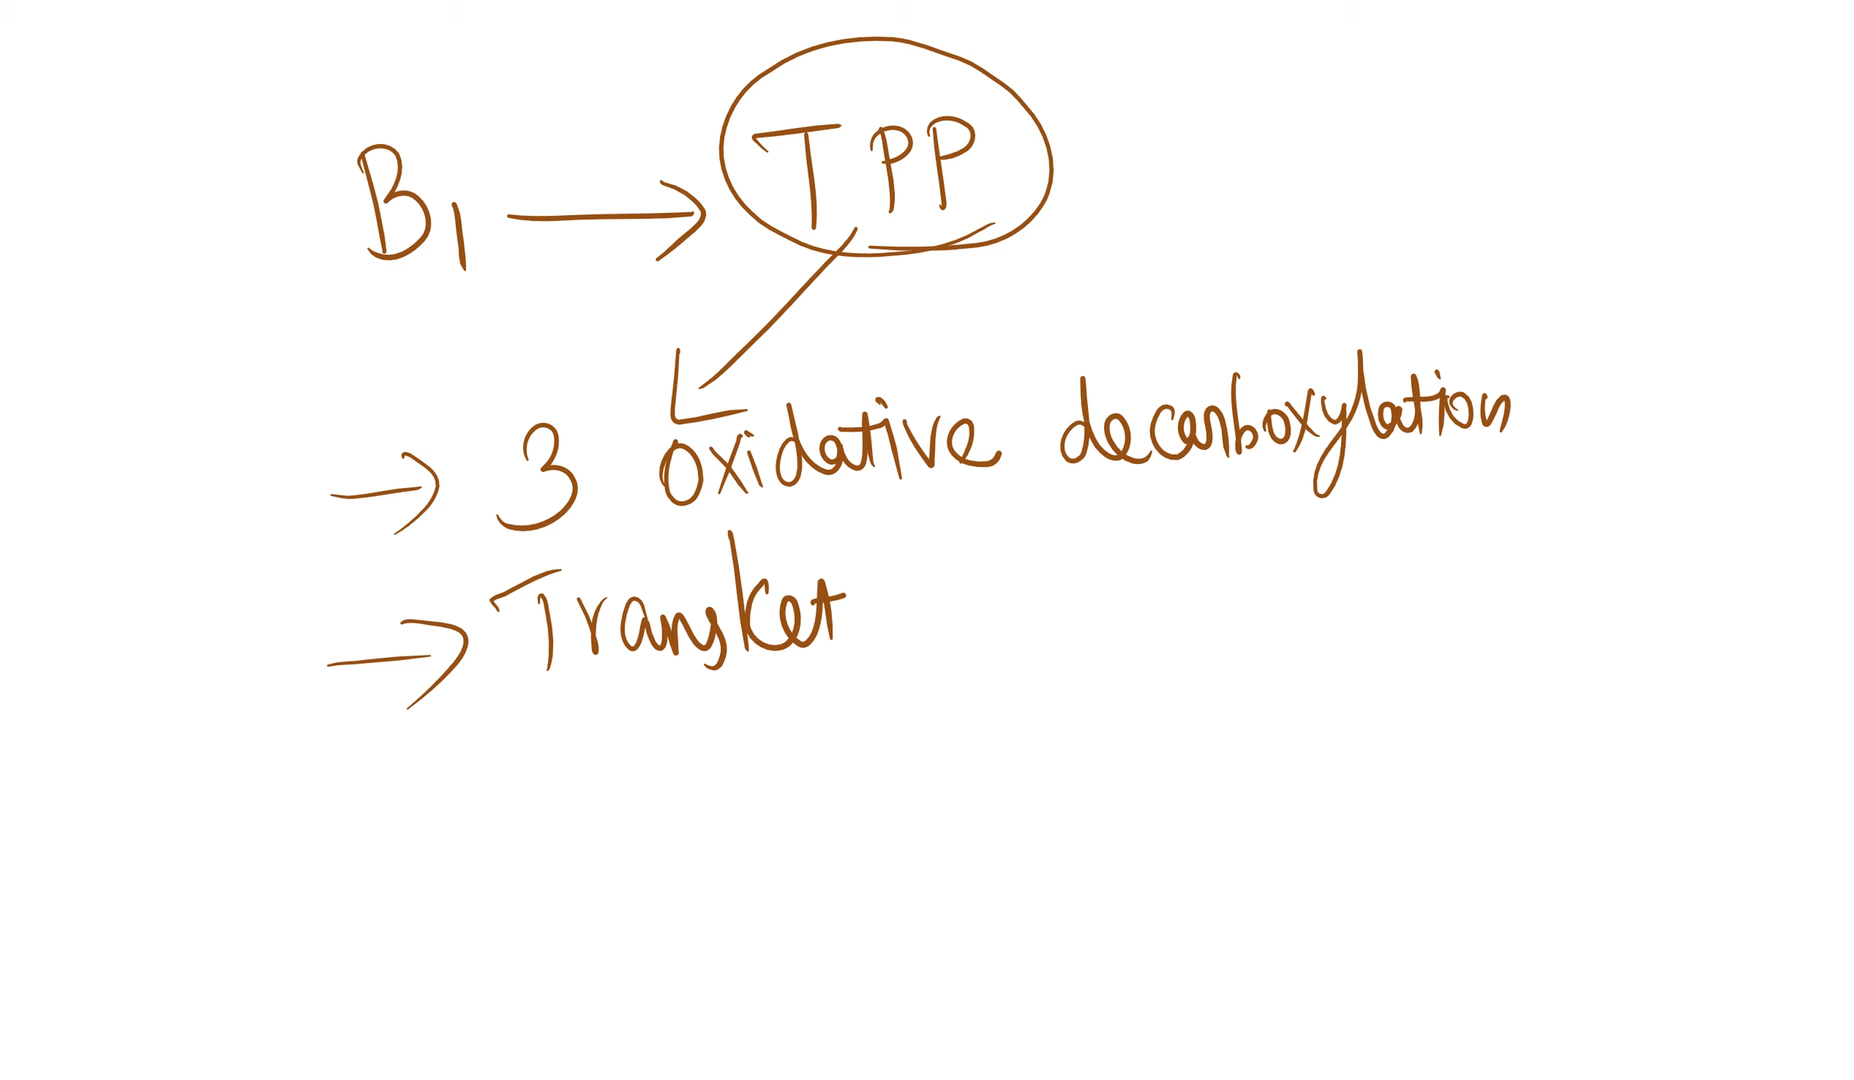 B1 → TPP
→ 3 oxidative decarboxylation
→ Transket